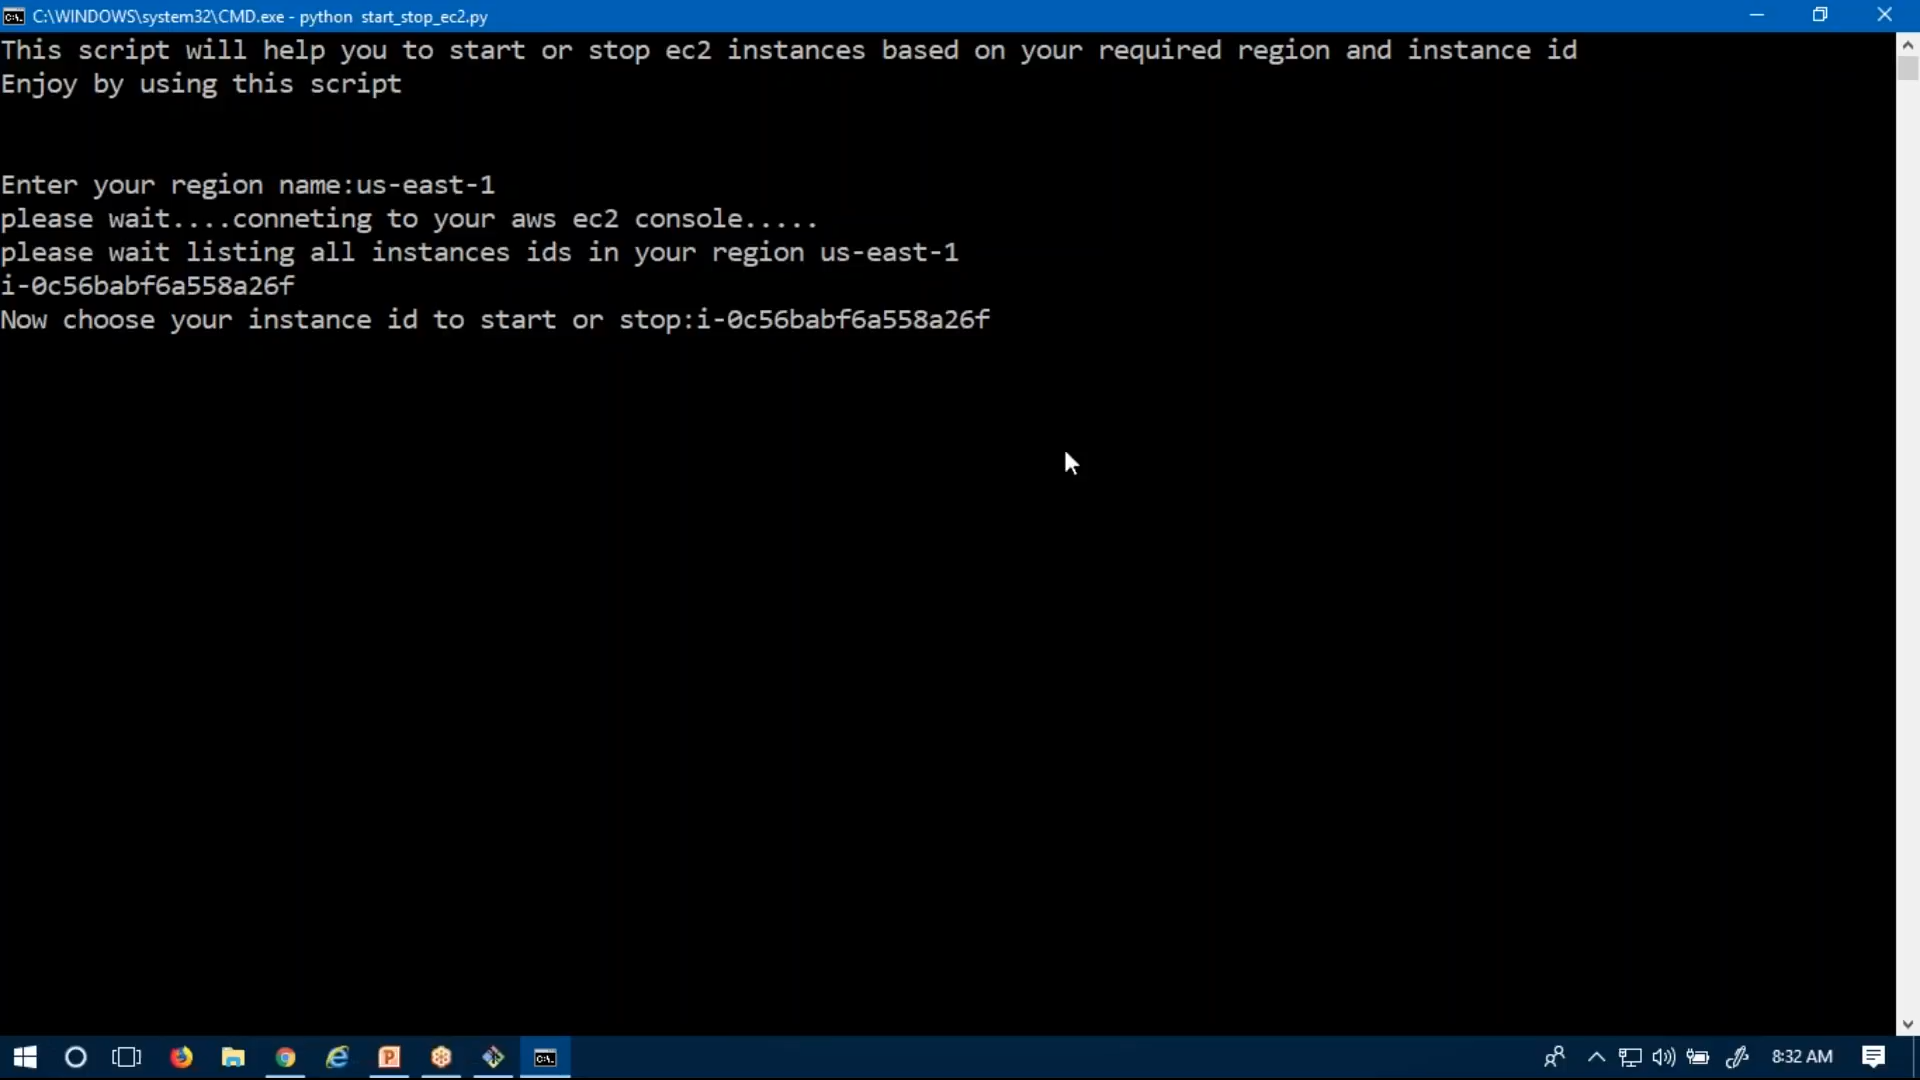 C:\WINDOWS\system32\CMD.exe - python  start_stop_ec2.py
This script will help you to start or stop ec2 instances based on your required region and instance id
Enjoy by using this script
Enter your region name:us-east-1
please wait....conneting to your aws ec2 console.....
please wait listing all instances ids in your region us-east-1
i-0c56babf6a558a26f
Now choose your instance id to start or stop:i-0c56babf6a558a26f
8:32 AM